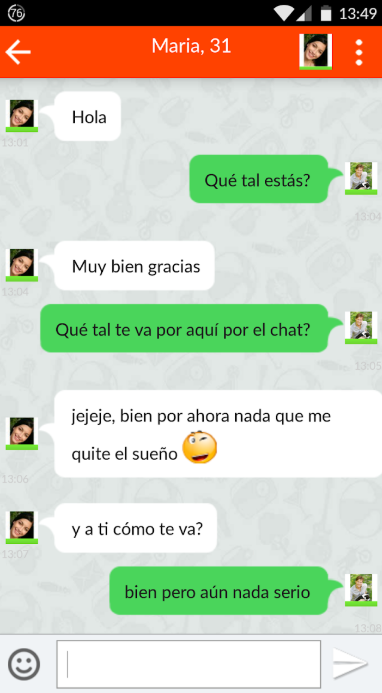 76
13:49
Maria, 31
Hola
13:01
Qué tal estás?
13:04
Muy bien gracias
13:04
Qué tal te va por aquí por el chat?
13:05
jejeje, bien por ahora nada que me
quite el sueño
13:06
y a ti cómo te va?
13:07
bien pero aún nada serio
13:08